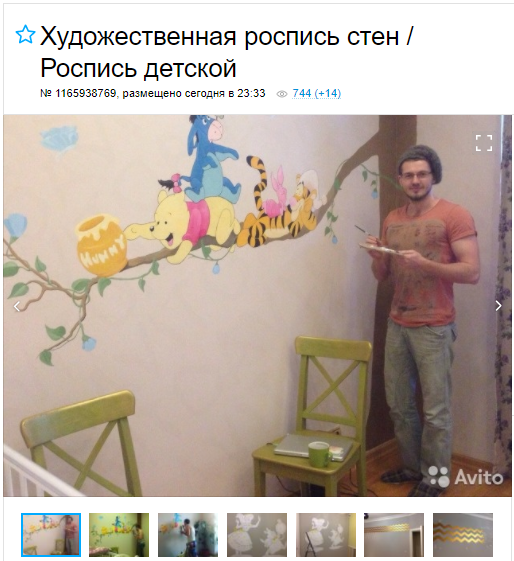 Художественная роспись стен /
Роспись детской
№ 1165938769, размещено сегодня в 23:33 744 (+14)
HUNNY
Avito